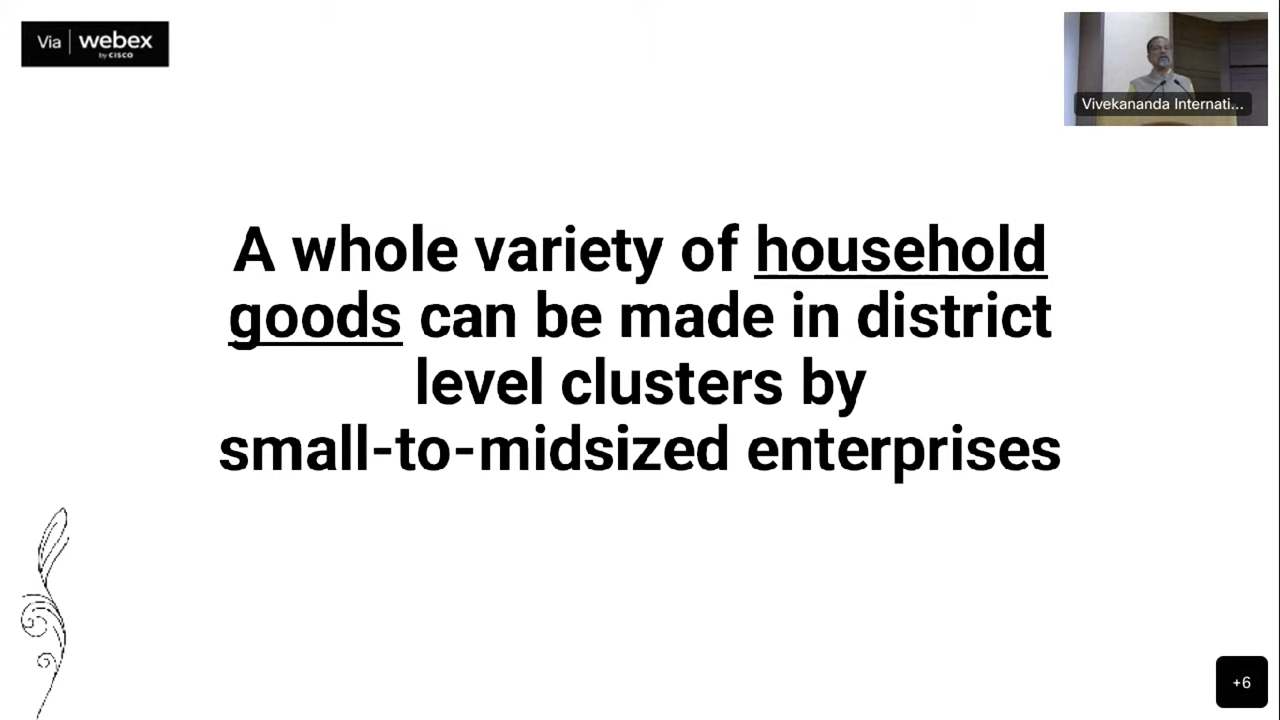 Via | webex
by CISCO
Vivekananda Internati...
A whole variety of household
goods can be made in district
level clusters by
small-to-midsized enterprises
+6